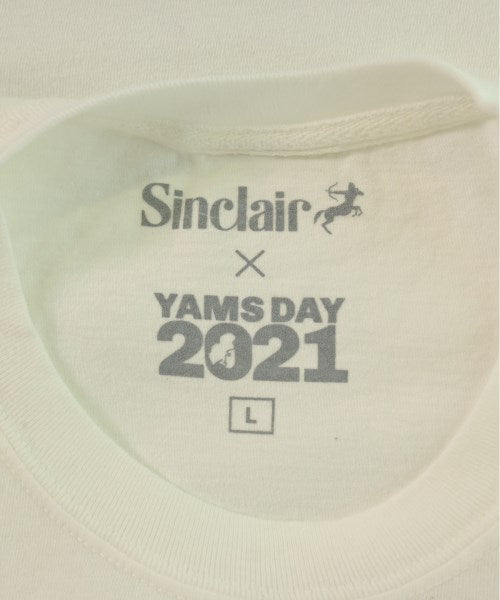 Sinclair
×
YAMS DAY
2021
L